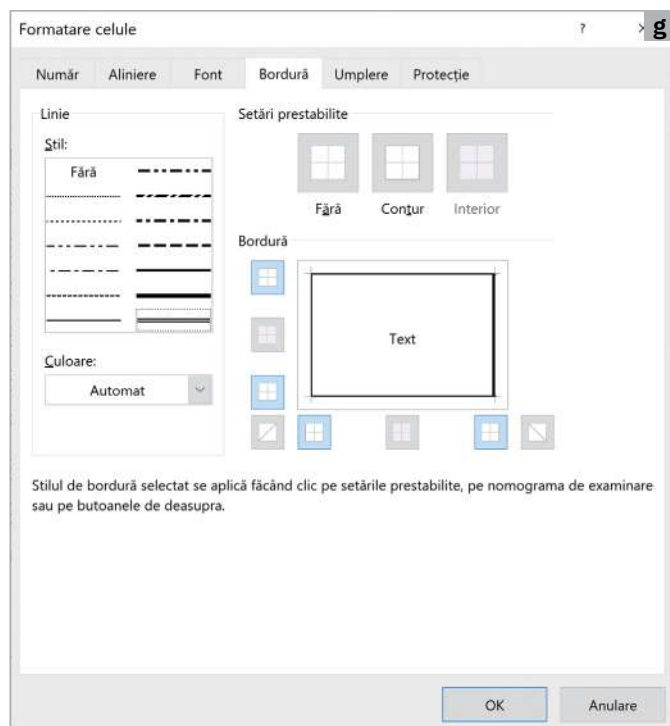 Formatare celule
?
g
Număr
Aliniere
Font
Bordură
Umplere
Protecție
Linie
Stil:
Fără
Culoare:
Automat
Setări prestabilite
Fără
Contur
Interior
Bordură
Text
Stilul de bordură selectat se aplică făcând clic pe setările prestabilite, pe nomograma de examinare
sau pe butoanele de deasupra.
OK
Anulare